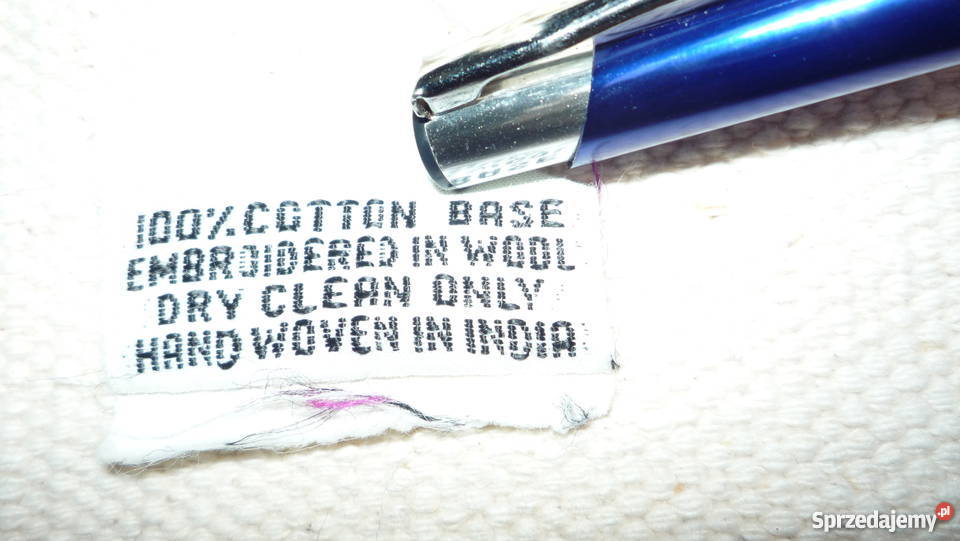 100% COTTON BASE
EMBROIDERED IN WOOL
DRY CLEAN ONLY
HAND WOVEN IN INDIA
Sprzedajemy.pl